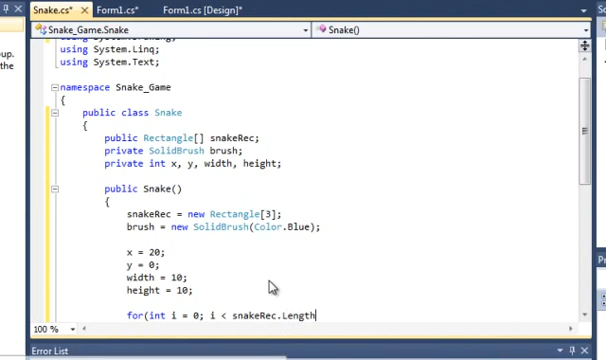 Snake.cs* Form1.cs* Form1.cs [Design]*
Snake_Game.Snake Snake()
using System.Linq;
using System.Text;
namespace Snake_Game
{
public class Snake
{
public Rectangle[] snakeRec;
private SolidBrush brush;
private int x, y, width, height;
public Snake()
{
snakeRec = new Rectangle[3];
brush = new SolidBrush(Color.Blue);
x = 20;
y = 0;
width = 10;
height = 10;
for(int i = 0; i < snakeRec.Length
100 %
Error List
oup.
the